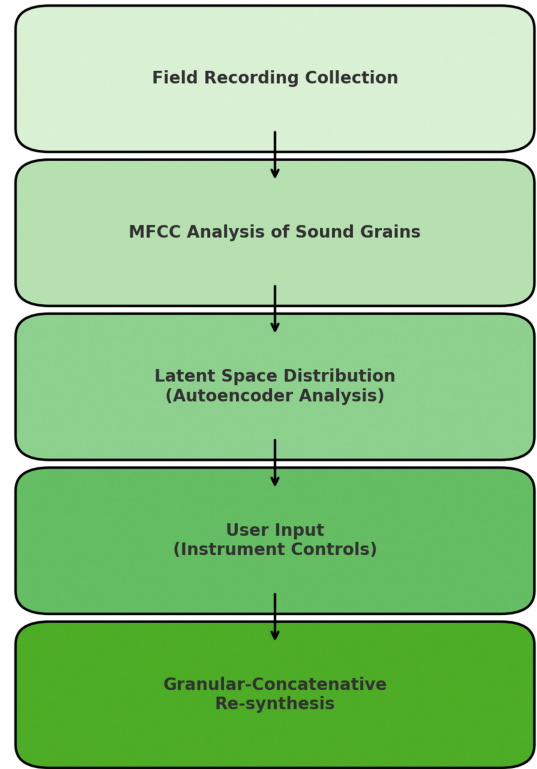 Field Recording Collection
MFCC Analysis of Sound Grains
Latent Space Distribution
(Autoencoder Analysis)
User Input
(Instrument Controls)
Granular-Concatenative
Re-synthesis